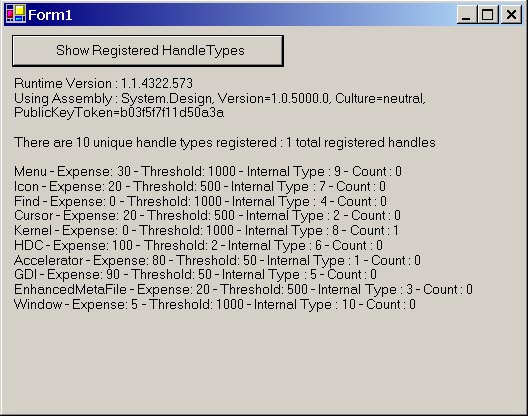 Form1
Show Registered HandleTypes
Runtime Version : 1.1.4322.573
Using Assembly : System.Design, Version=1.0.5000.0, Culture=neutral,
PublicKeyToken=b03f5f7f11d50a3a
There are 10 unique handle types registered : 1 total registered handles
Menu - Expense: 30 - Threshold: 1000 - Internal Type : 9 - Count : 0
Icon - Expense: 20 - Threshold: 500 - Internal Type : 7 - Count : 0
Find - Expense: 0 - Threshold: 1000 - Internal Type : 4 - Count : 0
Cursor - Expense: 20 - Threshold: 500 - Internal Type : 2 - Count : 0
Kernel - Expense: 0 - Threshold: 1000 - Internal Type : 8 - Count : 1
HDC - Expense: 100 - Threshold: 2 - Internal Type : 6 - Count : 0
Accelerator - Expense: 80 - Threshold: 50 - Internal Type : 1 - Count : 0
GDI - Expense: 90 - Threshold: 50 - Internal Type : 5 - Count : 0
EnhancedMetaFile - Expense: 20 - Threshold: 500 - Internal Type : 3 - Count : 0
Window - Expense: 5 - Threshold: 1000 - Internal Type : 10 - Count : 0